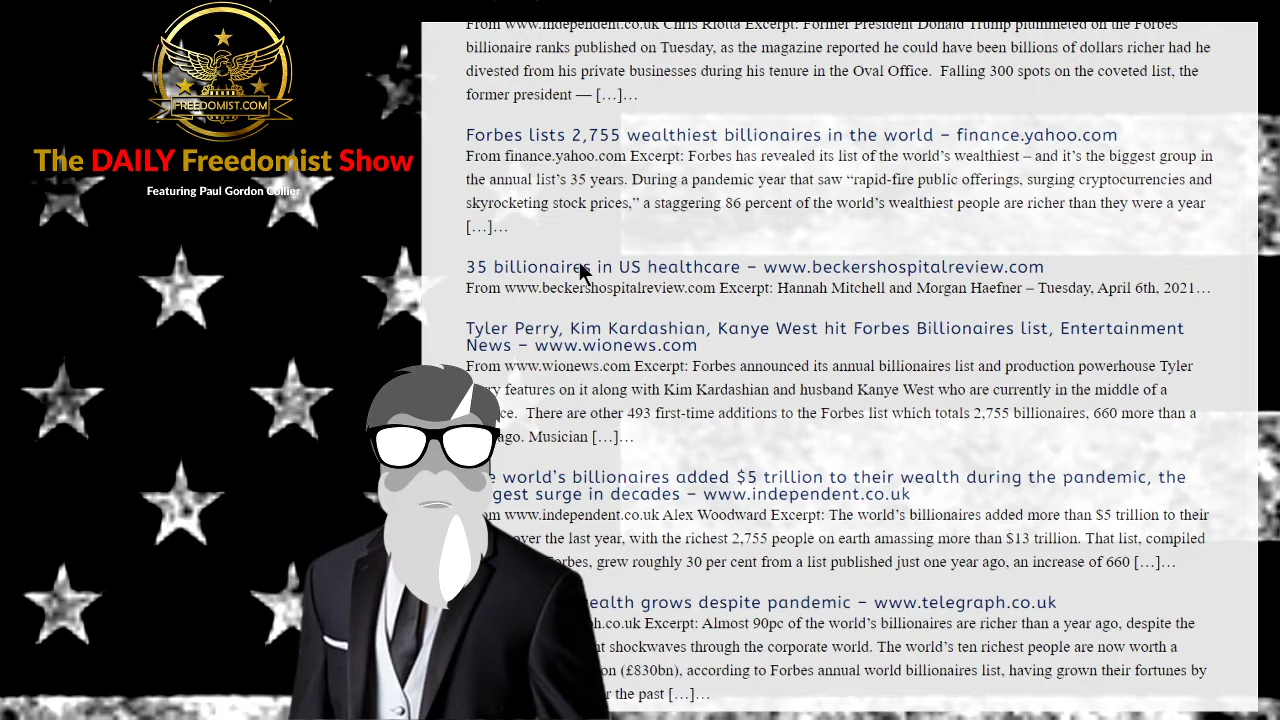 FREEDOMIST.COM
The DAILY Freedomist Show
Featuring Paul Gordon Collier
From www.independent.co.uk Chris Riotta Excerpt: Former President Donald Trump plummeted on the Forbes
billionaire ranks published on Tuesday, as the magazine reported he could have been billions of dollars richer had he
divested from his private businesses during his tenure in the Oval Office. Falling 300 spots on the coveted list, the
former president — […]…
Forbes lists 2,755 wealthiest billionaires in the world – finance.yahoo.com
From finance.yahoo.com Excerpt: Forbes has revealed its list of the world's wealthiest – and it's the biggest group in
the annual list's 35 years. During a pandemic year that saw “rapid-fire public offerings, surging cryptocurrencies and
skyrocketing stock prices,” a staggering 86 percent of the world's wealthiest people are richer than they were a year
[…]…
35 billionaires in US healthcare – www.beckershospitalreview.com
From www.beckershospitalreview.com Excerpt: Hannah Mitchell and Morgan Haefner – Tuesday, April 6th, 2021…
Tyler Perry, Kim Kardashian, Kanye West hit Forbes Billionaires list, Entertainment
News – www.wionews.com
From www.wionews.com Excerpt: Forbes announced its annual billionaires list and production powerhouse Tyler
features on it along with Kim Kardashian and husband Kanye West who are currently in the middle of a
There are other 493 first-time additions to the Forbes list which totals 2,755 billionaires, 660 more than a
ago. Musician […]…
world's billionaires added $5 trillion to their wealth during the pandemic, the
surge in decades – www.independent.co.uk
www.independent.co.uk Alex Woodward Excerpt: The world's billionaires added more than $5 trillion to their
over the last year, with the richest 2,755 people on earth amassing more than $13 trillion. That list, compiled
grew roughly 30 per cent from a list published just one year ago, an increase of 660 […]…
grows despite pandemic – www.telegraph.co.uk
Excerpt: Almost 90pc of the world's billionaires are richer than a year ago, despite the
shockwaves through the corporate world. The world's ten richest people are now worth a
(£830bn), according to Forbes annual world billionaires list, having grown their fortunes by
the past […]…